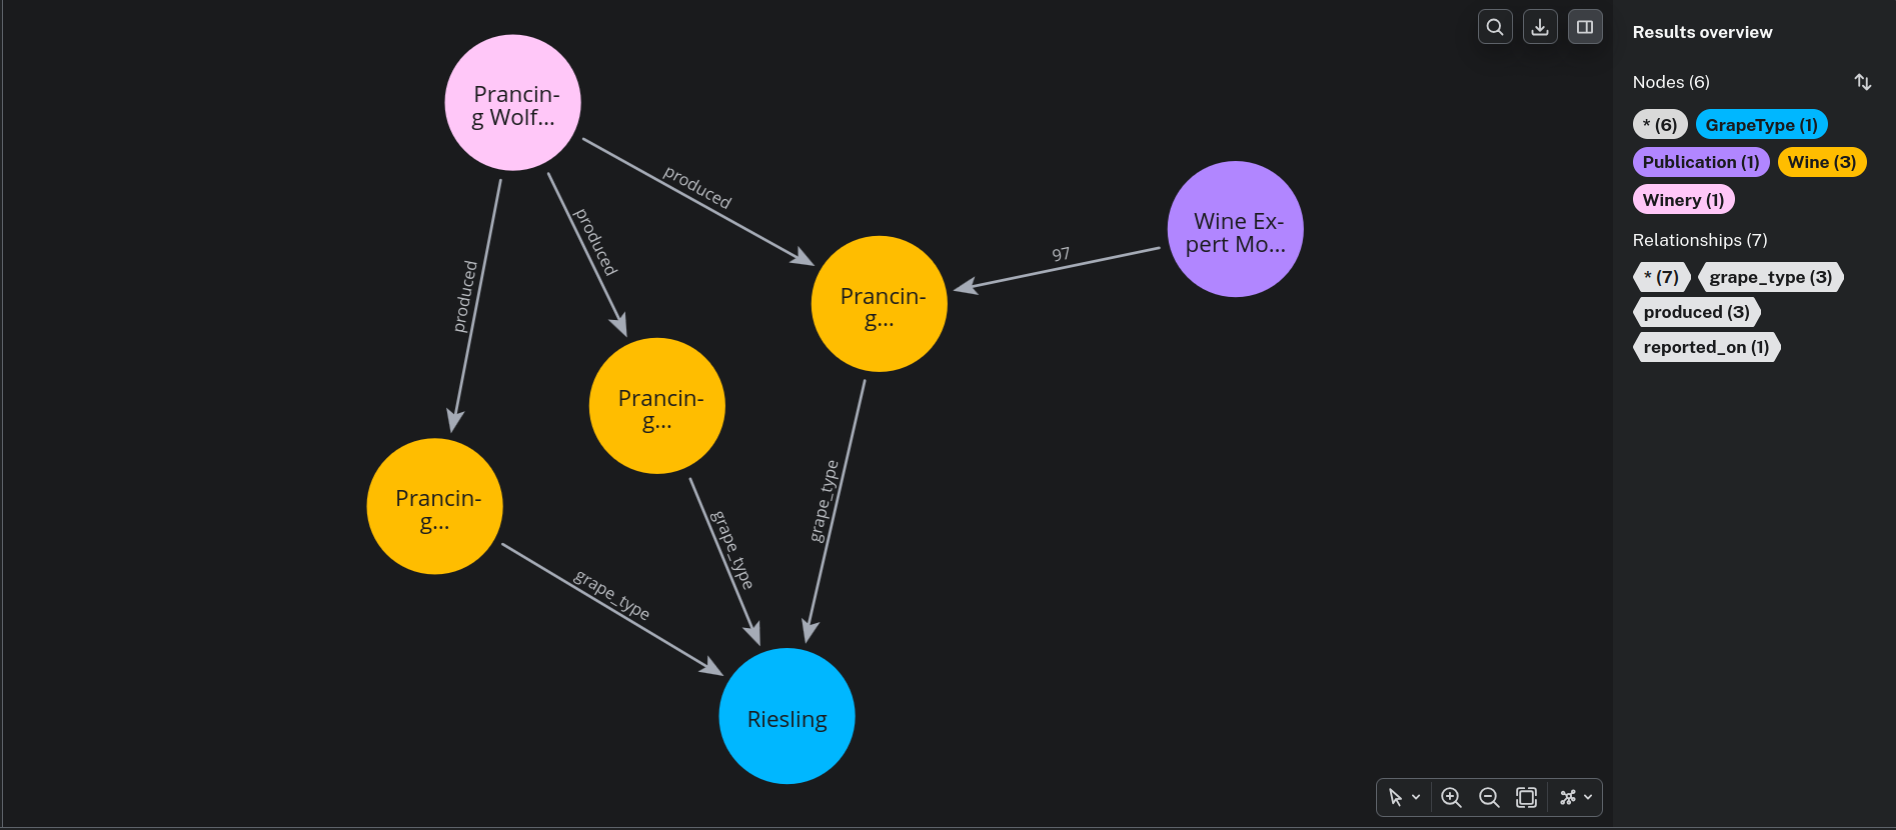 Prancin-
g Wolf...
produced
produced
produced
Prancin-
g...
97
Wine Ex-
pert Mo...
Prancin-
g...
Prancin-
g...
grape_type
grape_type
grape_type
Riesling
Results overview
Nodes (6)
* (6) GrapeType (1)
Publication (1) Wine (3)
Winery (1)
Relationships (7)
* (7) grape_type (3)
produced (3)
reported_on (1)